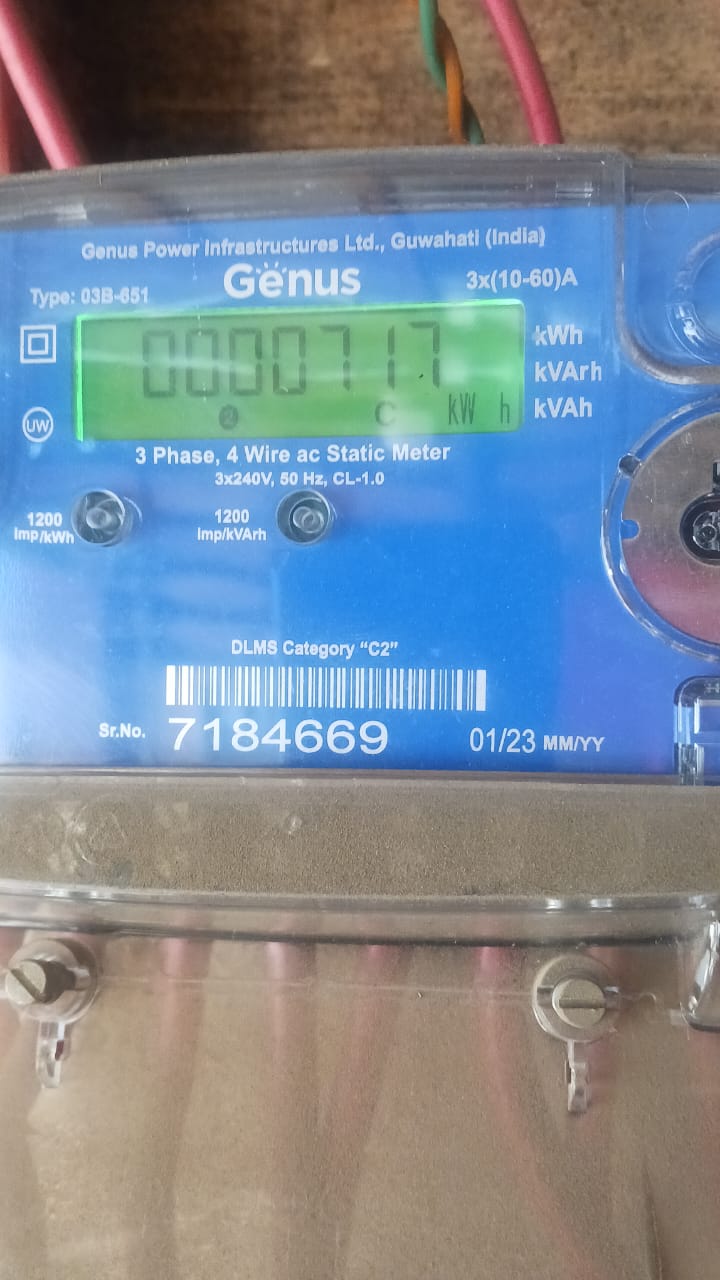 Genus Power Infrastructures Ltd., Guwahati (India)
Genus
Type: 03B-651
3x(10-60)A
0000717
kWh
kVArh
kVAh
2 C kW h
UW
3 Phase, 4 Wire ac Static Meter
3x240V, 50 Hz, CL-1.0
1200
imp/kWh
1200
imp/kVArh
DLMS Category “C2”
Sr.No. 7184669
01/23 MM/YY